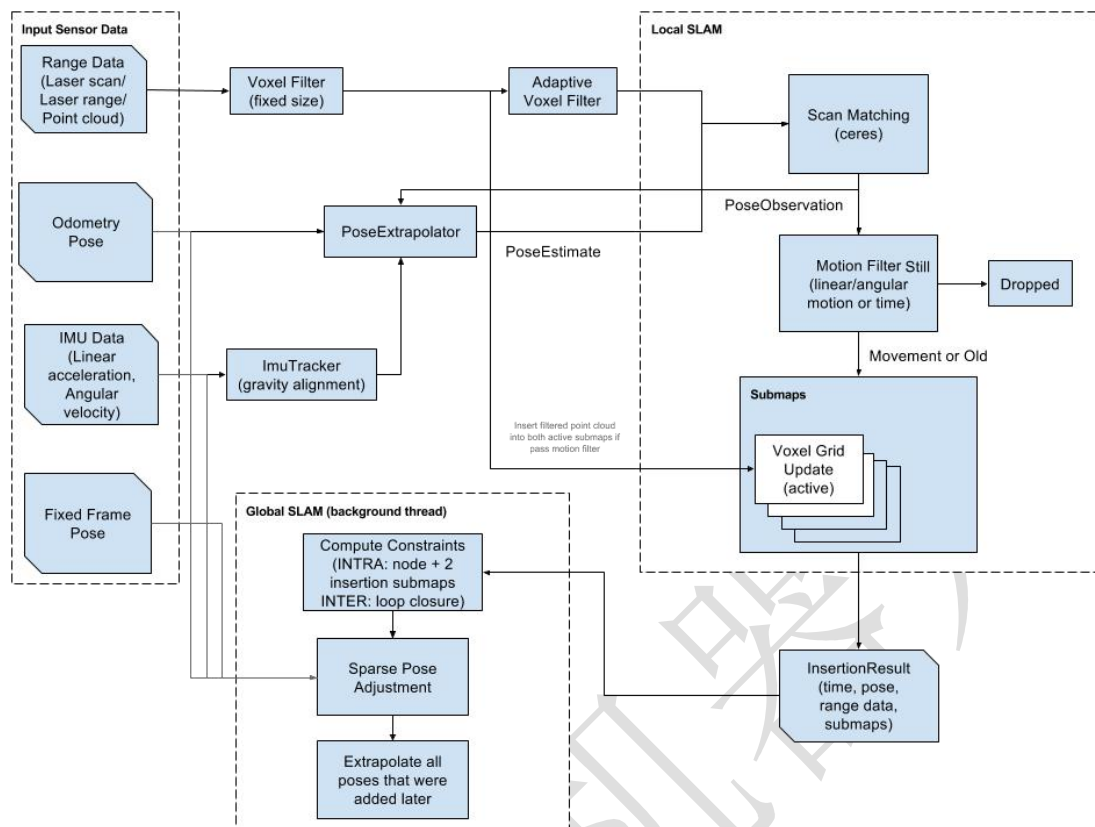 Input Sensor Data
Range Data
(Laser scan/
Laser range/
Point cloud)
Voxel Filter
(fixed size)
Adaptive
Voxel Filter
Local SLAM
Scan Matching
(ceres)
Odometry
Pose
PoseExtrapolator
PoseEstimate
PoseObservation
Motion Filter Still
(linear/angular
motion or time)
Dropped
IMU Data
(Linear
acceleration,
Angular
velocity)
ImuTracker
(gravity alignment)
Movement or Old
Submaps
Insert filtered point cloud
into both active submaps if
pass motion filter
Voxel Grid
Update
(active)
Fixed Frame
Pose
Global SLAM (background thread)
Compute Constraints
(INTRA: node + 2
insertion submaps
INTER: loop closure)
Sparse Pose
Adjustment
Extrapolate all
poses that were
added later
InsertionResult
(time, pose,
range data,
submaps)
机器人